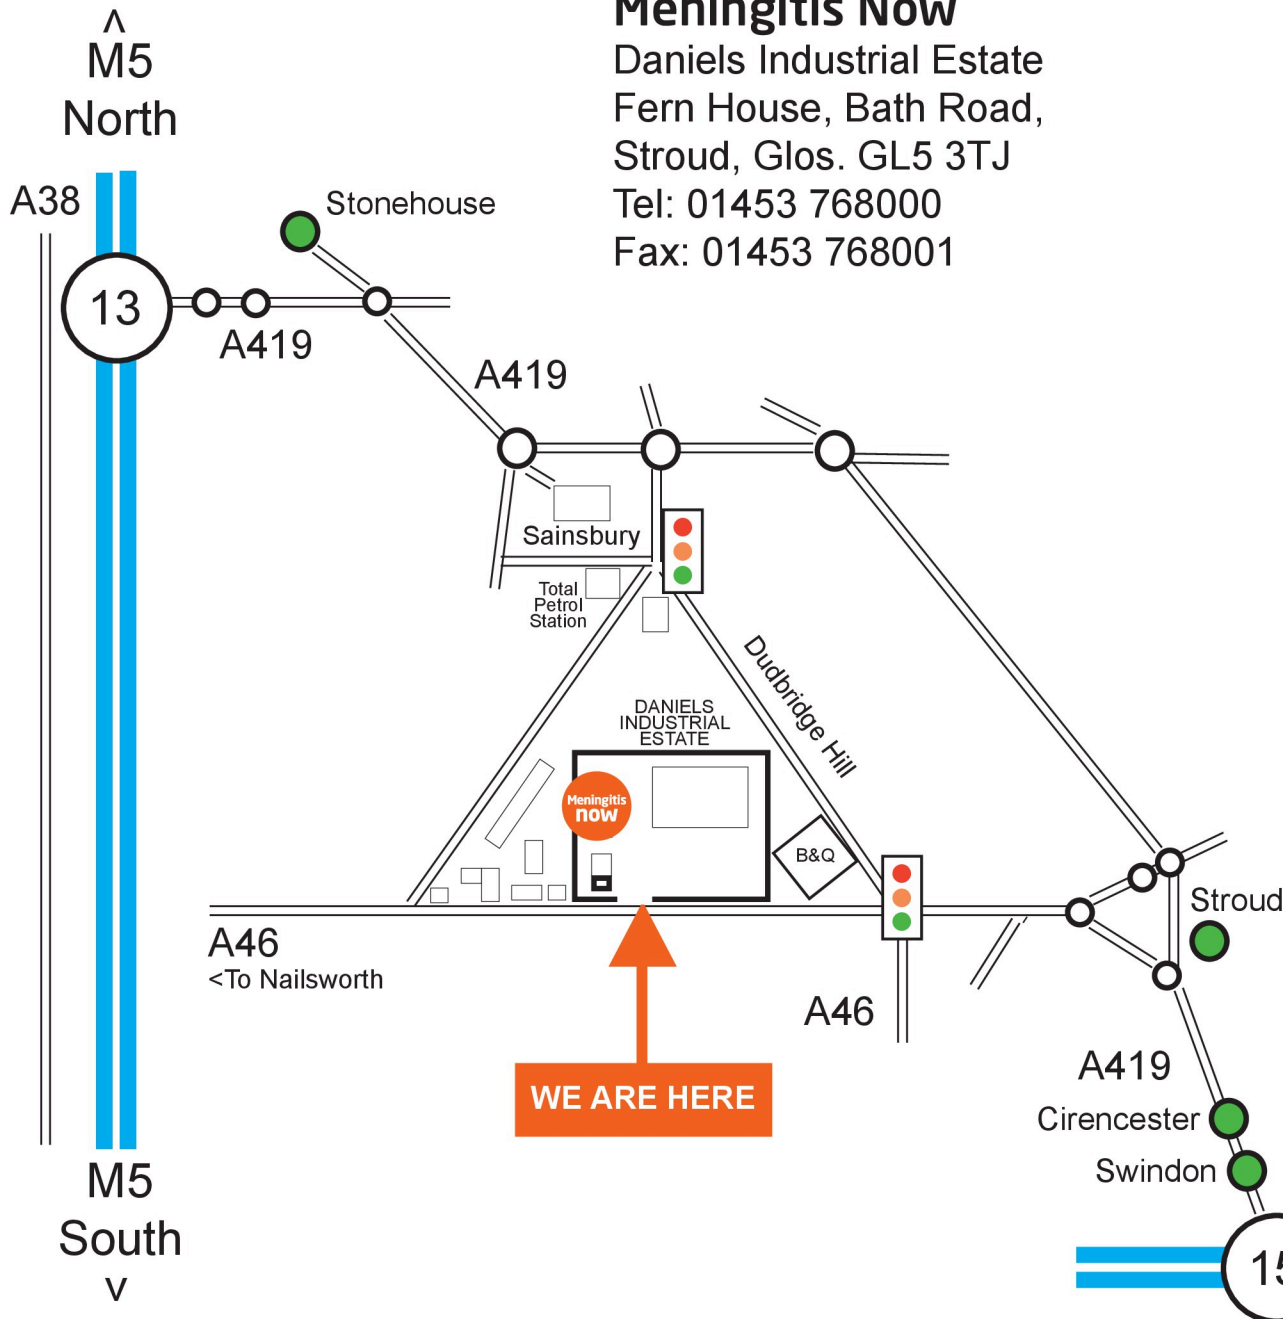 Meningitis Now
Daniels Industrial Estate
Fern House, Bath Road,
Stroud, Glos. GL5 3TJ
Tel: 01453 768000
Fax: 01453 768001
M5
North
A38
Stonehouse
13
A419
A419
Sainsbury
Total
Petrol
Station
Dudbridge Hill
DANIELS
INDUSTRIAL
ESTATE
Meningitis
now
B&Q
Stroud
A46
<To Nailsworth
A46
WE ARE HERE
A419
Cirencester
Swindon
M5
South
15